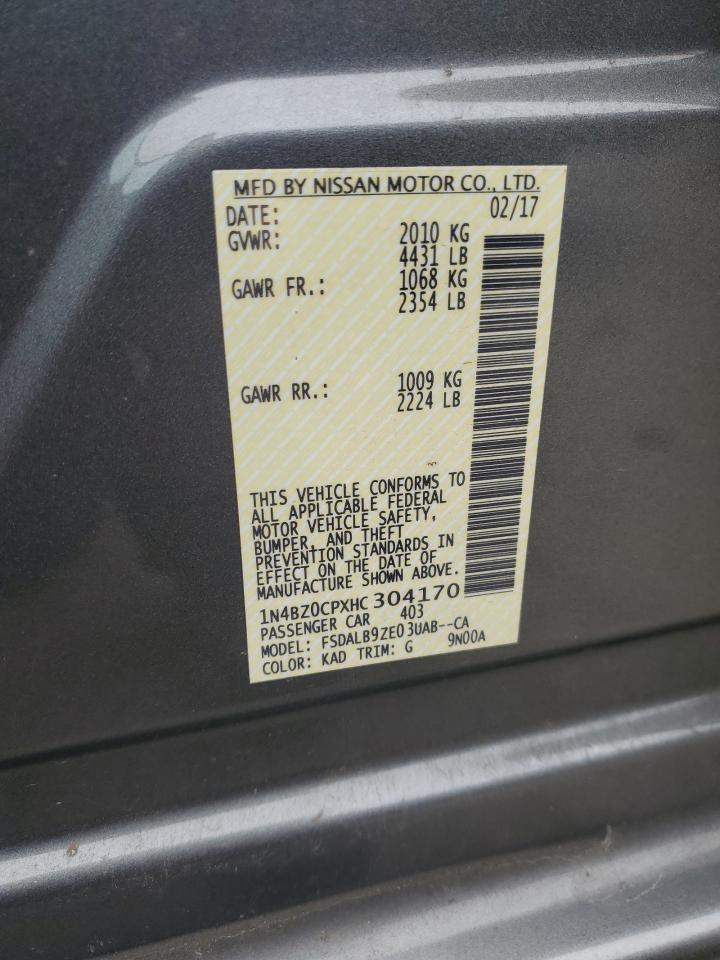 MFD BY NISSAN MOTOR CO., LTD.
DATE: 02/17
GVWR: 2010 KG
4431 LB
GAWR FR.: 1068 KG
2354 LB
GAWR RR.: 1009 KG
2224 LB
THIS VEHICLE CONFORMS TO
ALL APPLICABLE FEDERAL
MOTOR VEHICLE SAFETY,
BUMPER, AND THEFT
PREVENTION STANDARDS IN
EFFECT ON THE DATE OF
MANUFACTURE SHOWN ABOVE.
1N4BZ0CPXHC304170
PASSENGER CAR 403
MODEL: FSDALB9ZE03UAB--CA
COLOR: KAD TRIM: G 9N00A